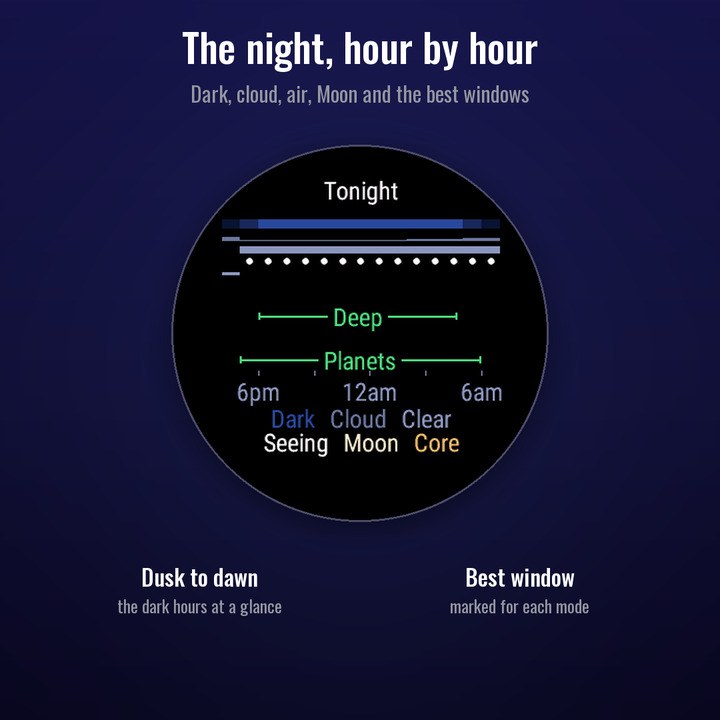 The night, hour by hour
Dark, cloud, air, Moon and the best windows
Tonight
Deep
Planets
6pm 12am 6am
Dark Cloud Clear
Seeing Moon Core
Dusk to dawn
the dark hours at a glance
Best window
marked for each mode